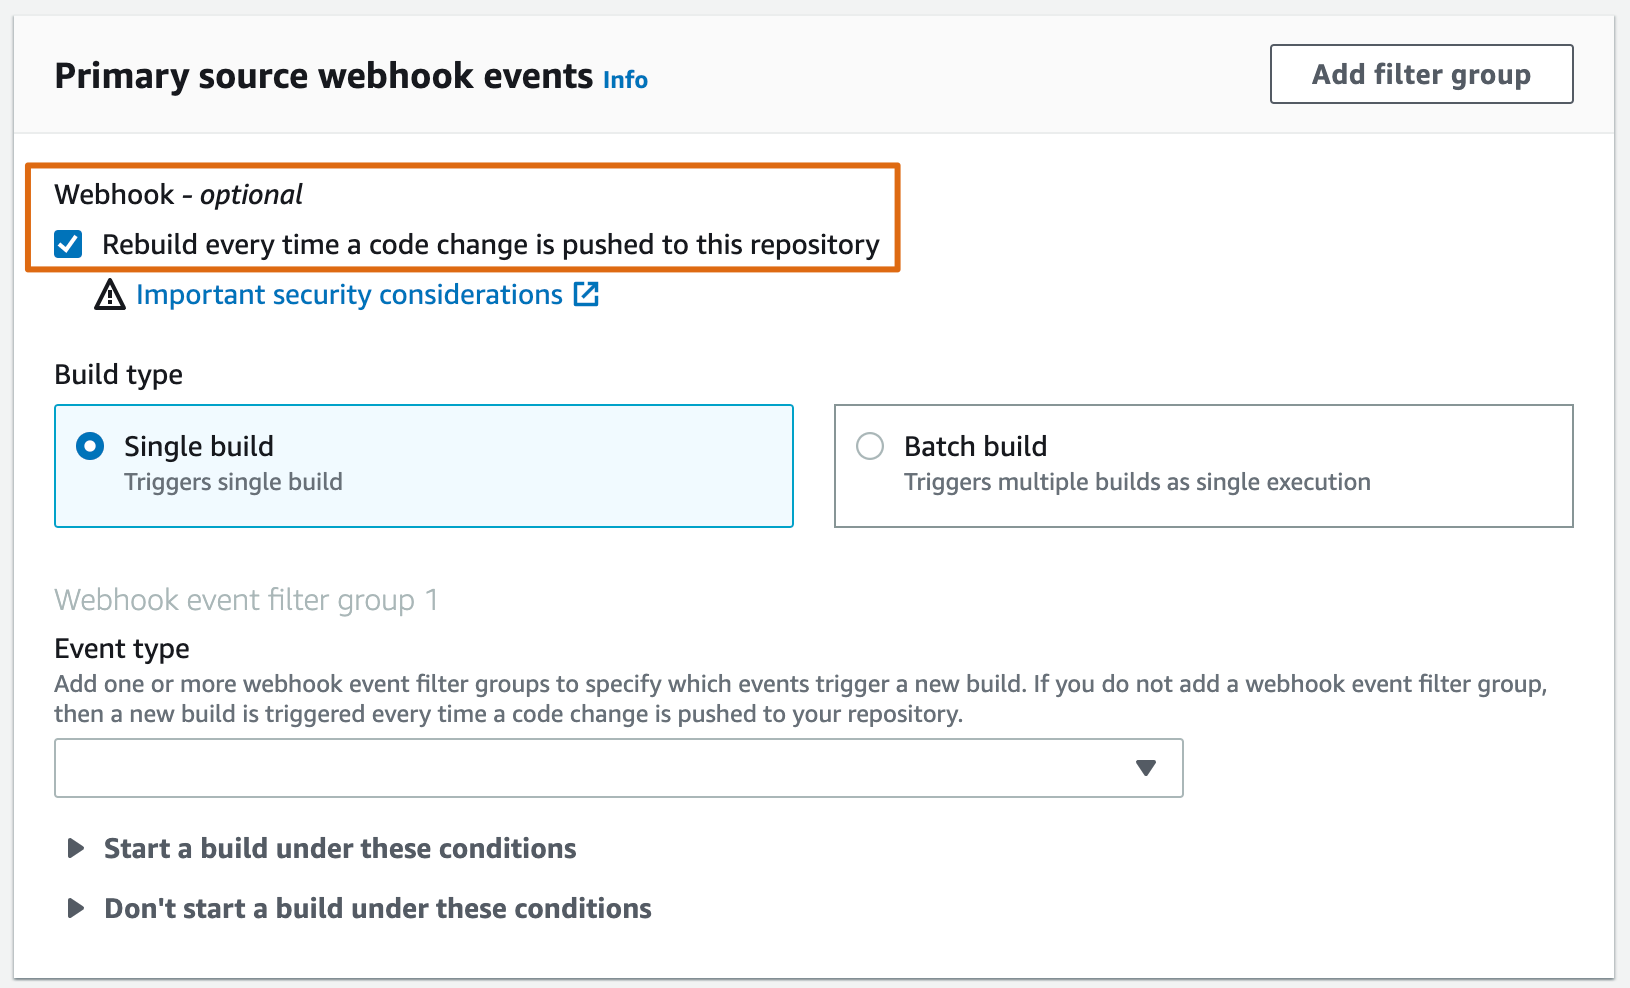 Primary source webhook events Info
Add filter group
Webhook - optional
Rebuild every time a code change is pushed to this repository
Important security considerations
Build type
Single build
Triggers single build
Batch build
Triggers multiple builds as single execution
Webhook event filter group 1
Event type
Add one or more webhook event filter groups to specify which events trigger a new build. If you do not add a webhook event filter group,
then a new build is triggered every time a code change is pushed to your repository.
Start a build under these conditions
Don't start a build under these conditions